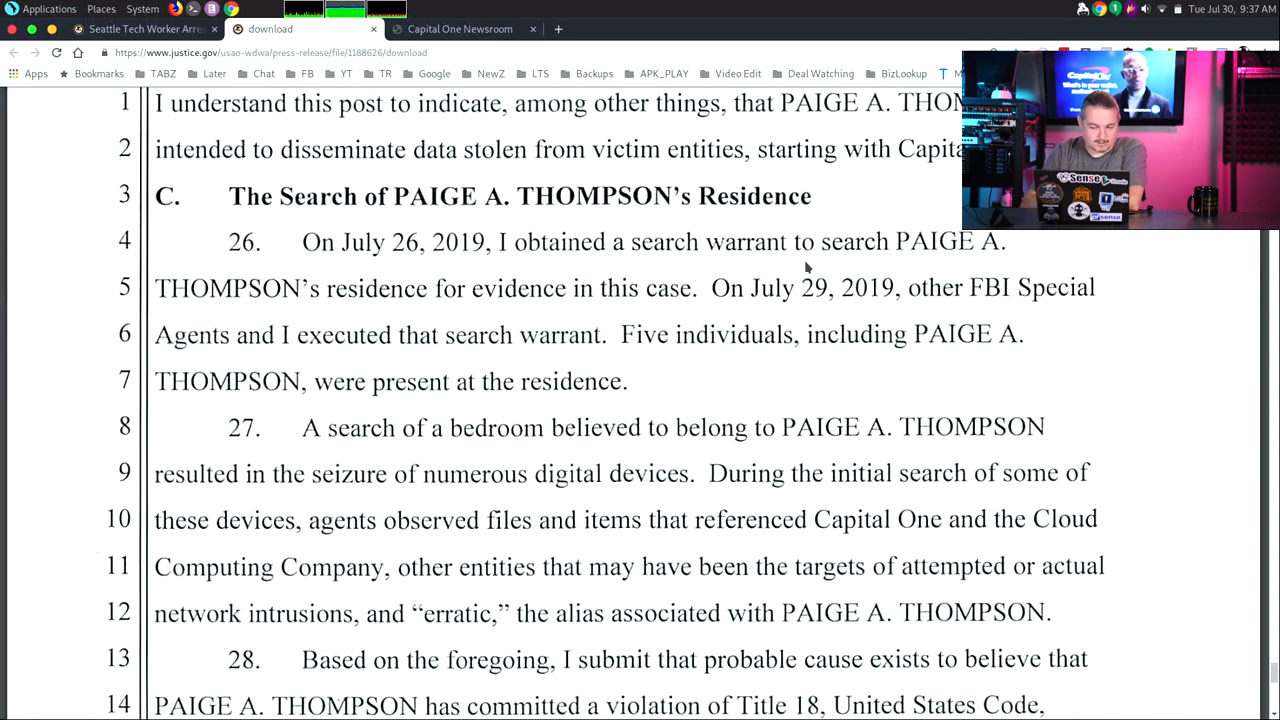 Applications Places System Tue Jul 30, 9:37 AM
Seattle Tech Worker Arre × download × Capital One Newsroom × +
https://www.justice.gov/usao-wdwa/press-release/file/1188626/download
Apps Bookmarks TABZ Later Chat FB YT TR Google NewZ LTS Backups APK_PLAY Video Edit Deal Watching BizLookup
1 I understand this post to indicate, among other things, that PAIGE A.
2 intended to disseminate data stolen from victim entities, starting with
3 C. The Search of PAIGE A. THOMPSON's Residence
4 26. On July 26, 2019, I obtained a search warrant to search PAIGE A.
5 THOMPSON's residence for evidence in this case. On July 29, 2019, other FBI Special
6 Agents and I executed that search warrant. Five individuals, including PAIGE A.
7 THOMPSON, were present at the residence.
8 27. A search of a bedroom believed to belong to PAIGE A. THOMPSON
9 resulted in the seizure of numerous digital devices. During the initial search of some of
10 these devices, agents observed files and items that referenced Capital One and the Cloud
11 Computing Company, other entities that may have been the targets of attempted or actual
12 network intrusions, and “erratic,” the alias associated with PAIGE A. THOMPSON.
13 28. Based on the foregoing, I submit that probable cause exists to believe that
14 PAIGE A. THOMPSON has committed a violation of Title 18, United States Code,